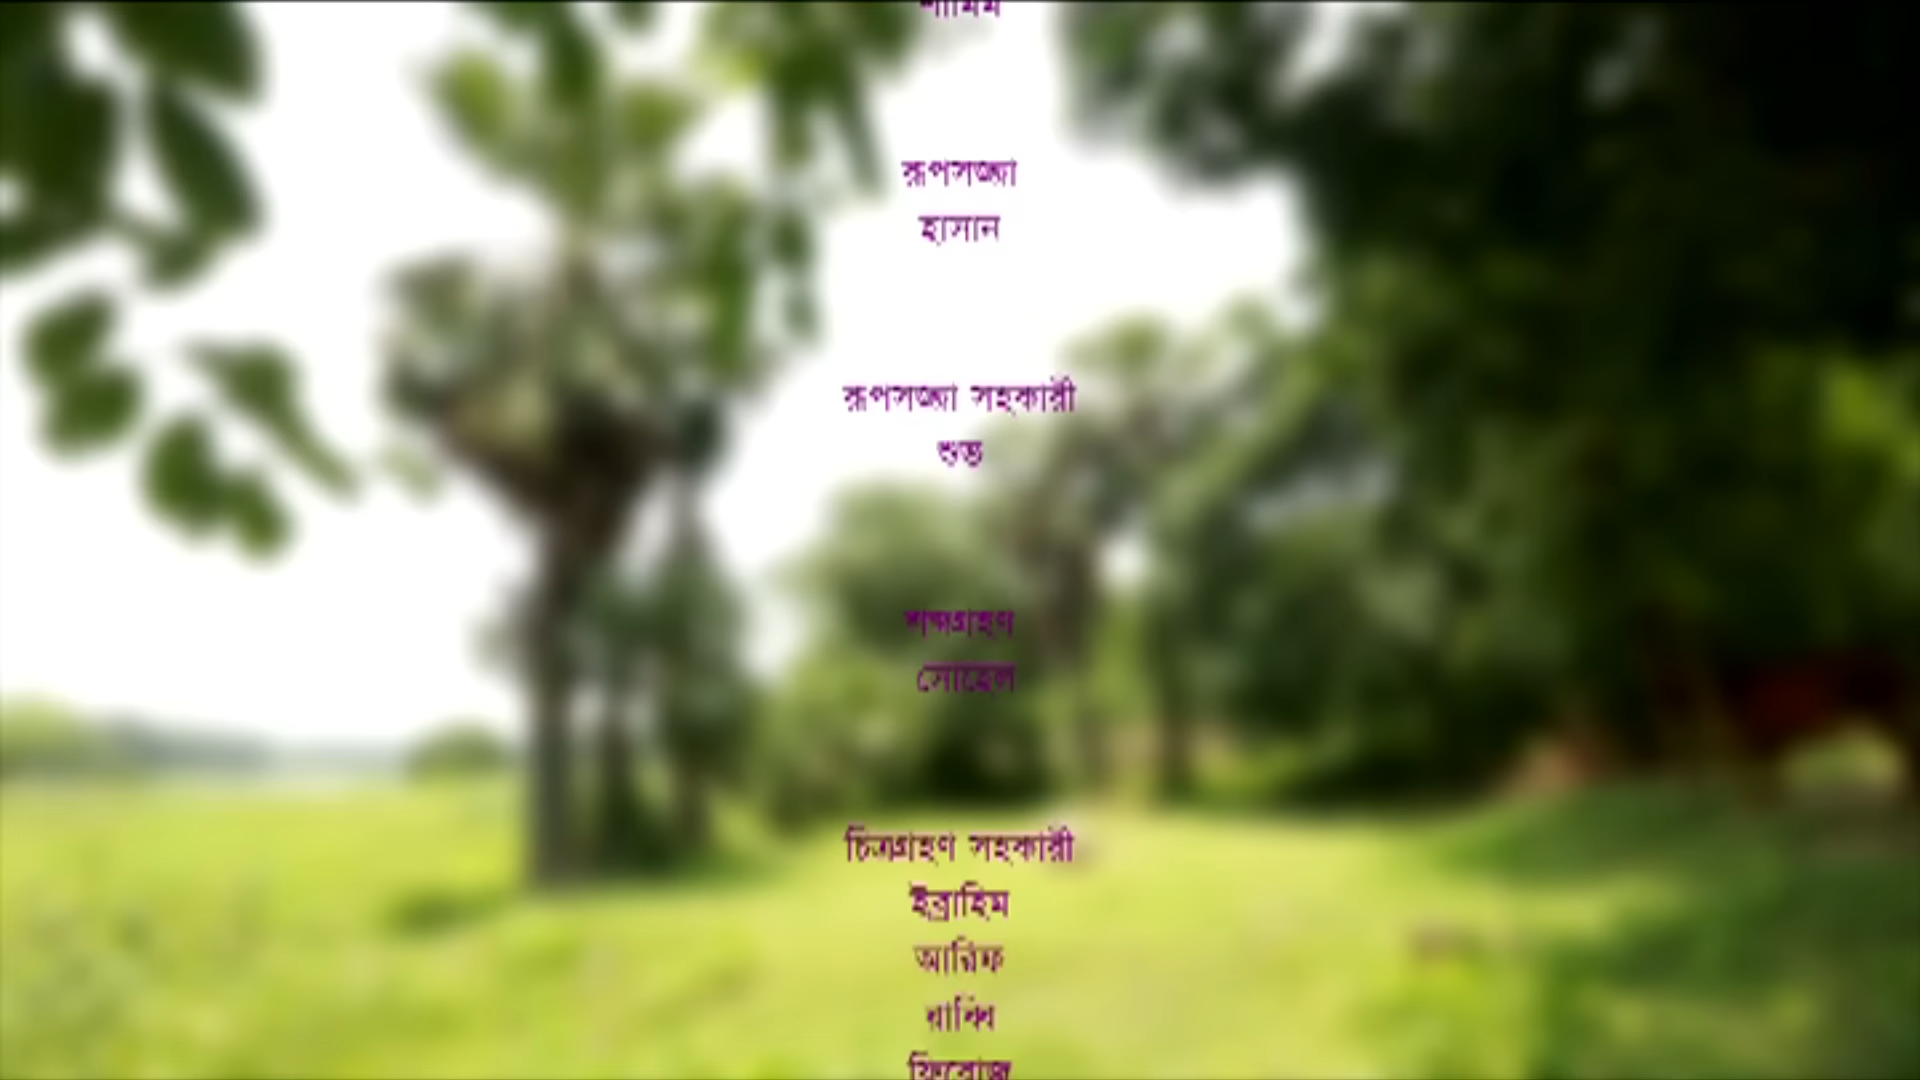 শামিম
রূপসজ্জা
হাসান
রূপসজ্জা সহকারী
শুভ
শব্দগ্রহণ
সোহেল
চিত্রগ্রহণ সহকারী
ইব্রাহিম
আরিফ
রাব্বি
ফিরোজ